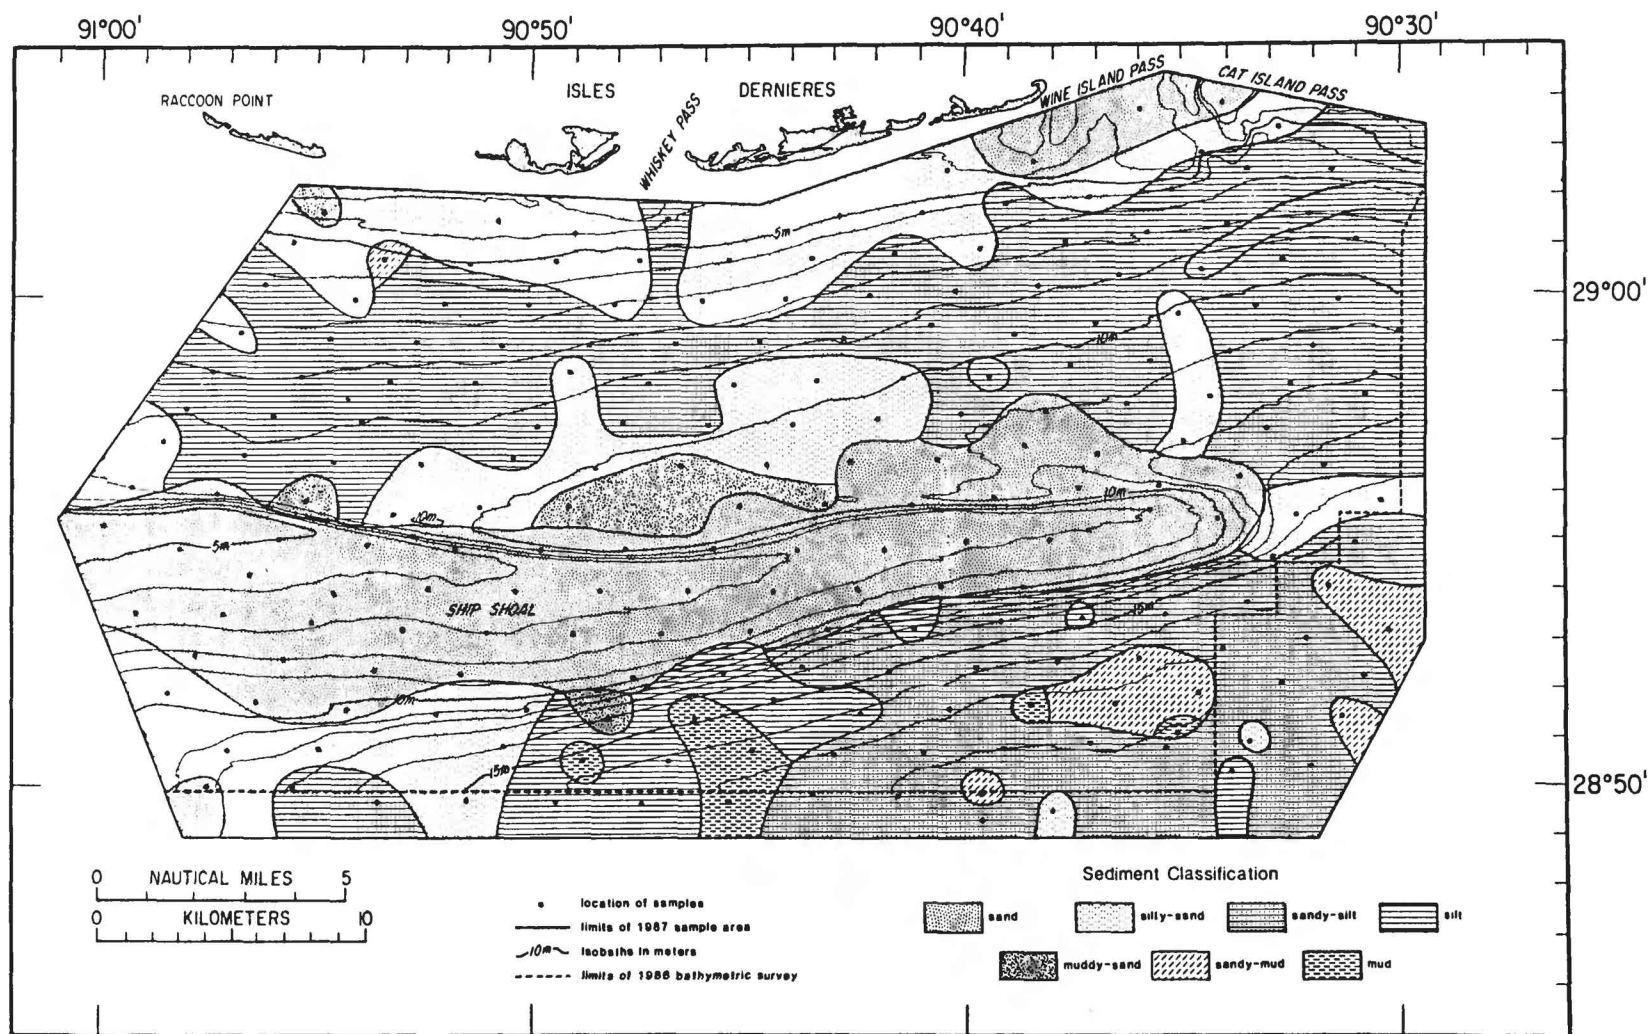 91°00' 90°50' 90°40' 90°30'
RACCOON POINT
ISLES
DERNIERES
WHISKEY PASS
WINE ISLAND PASS
CAT ISLAND PASS
5m
29°00'
10m
10m
10m
5m
SHIP SHOAL
15m
10m
15m
28°50'
0 NAUTICAL MILES 5
0 KILOMETERS 10
location of samples
limits of 1987 sample area
10m isobaths in meters
limits of 1986 bathymetric survey
Sediment Classification
sand silty-sand sandy-silt silt
muddy-sand sandy-mud mud